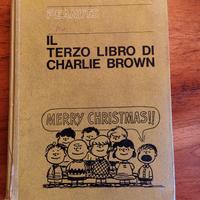 PEANUTS
IL
TERZO LIBRO DI
CHARLIE BROWN
MERRY CHRISTMAS!!